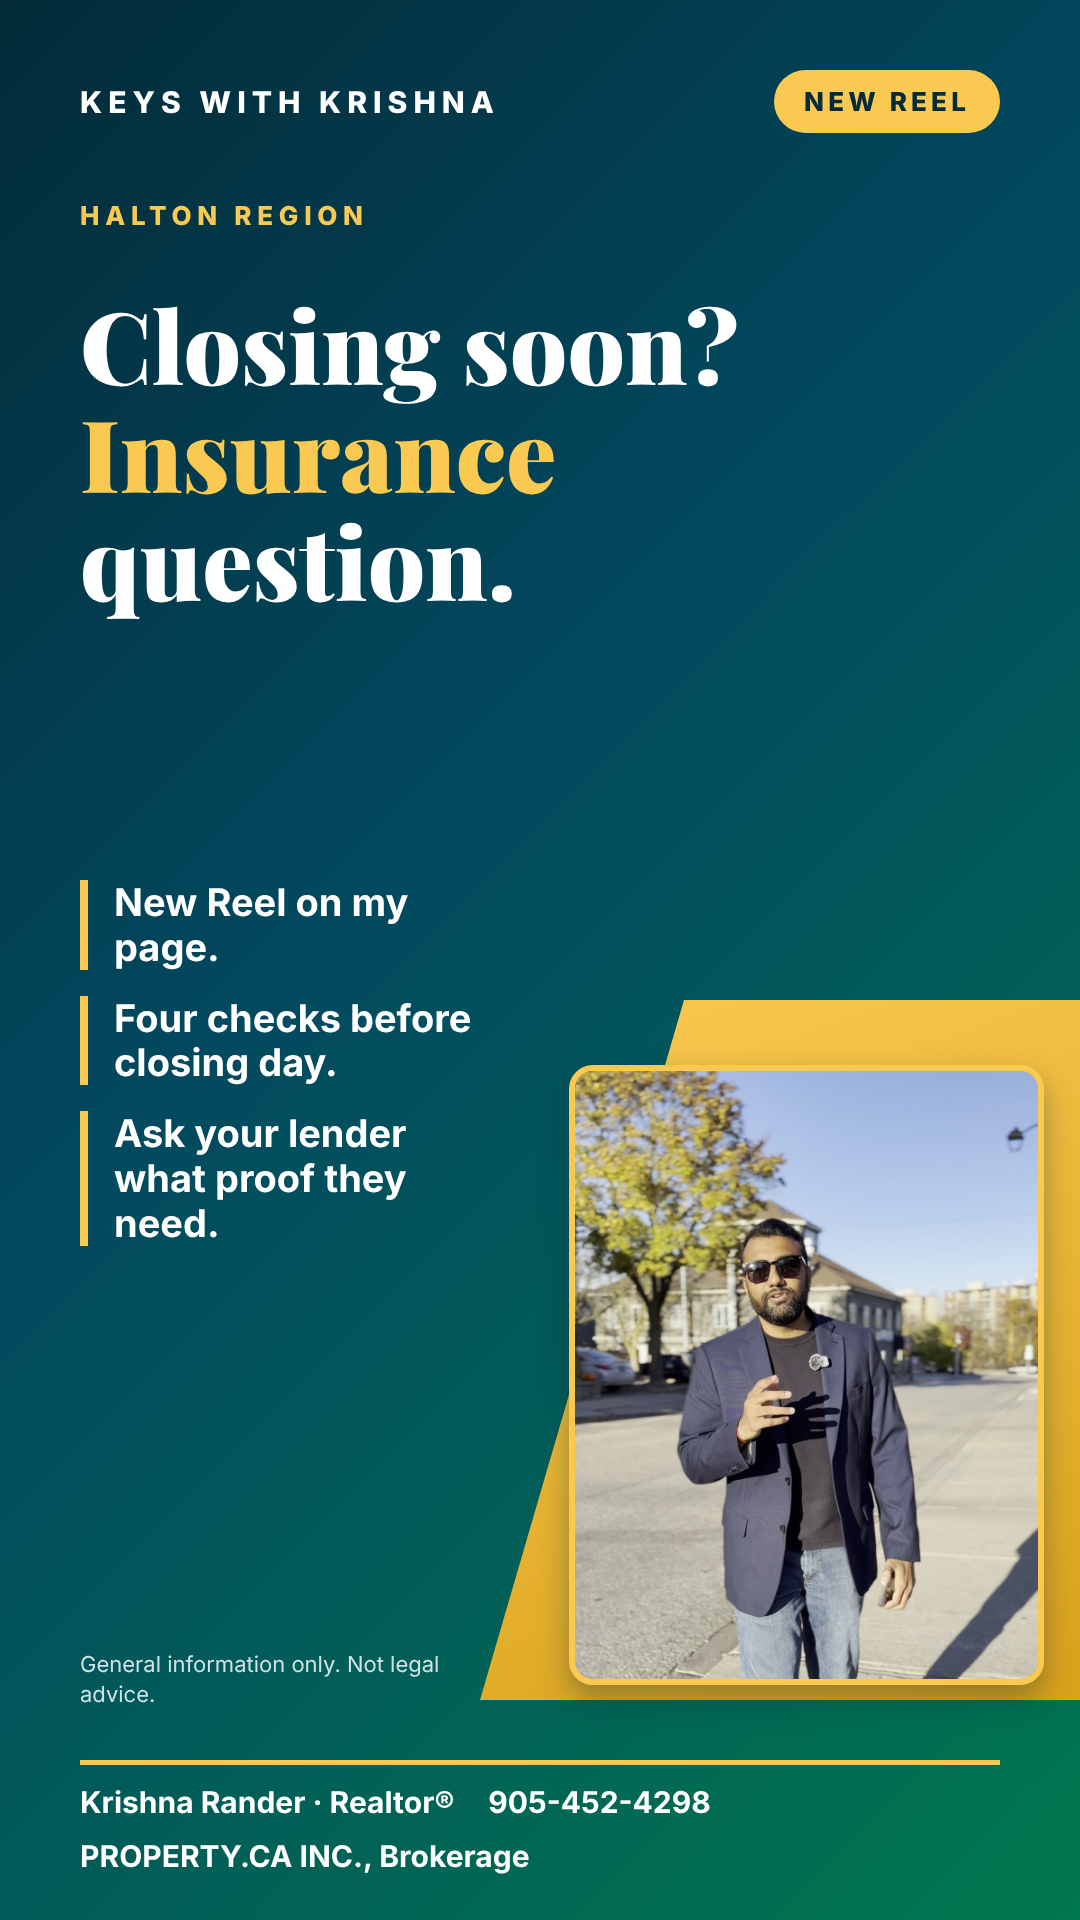 KEYS WITH KRISHNA
NEW REEL
HALTON REGION
Closing soon?
Insurance
question.
New Reel on my
page.
Four checks before
closing day.
Ask your lender
what proof they
need.
General information only. Not legal
advice.
Krishna Rander · Realtor® 905-452-4298
PROPERTY.CA INC., Brokerage